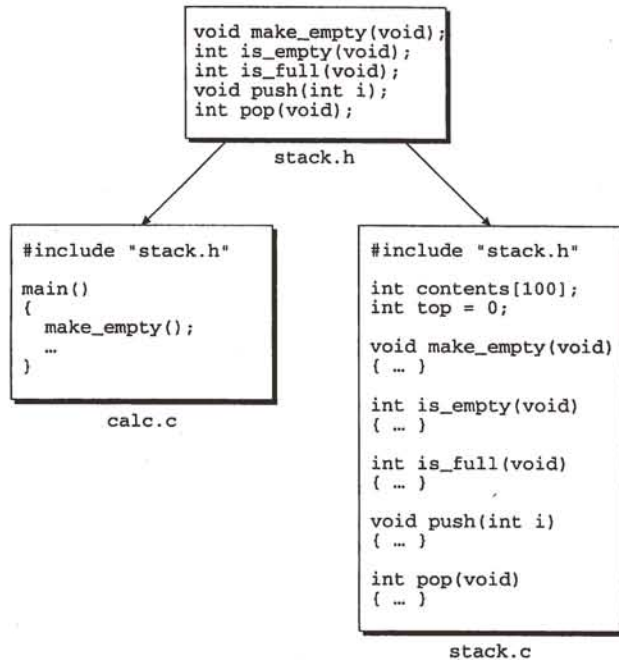 void make_empty(void);
int is_empty(void);
int is_full(void);
void push(int i);
int pop(void);
stack.h
#include "stack.h"
main()
{
make_empty();
…
}
calc.c
#include "stack.h"
int contents[100];
int top = 0;
void make_empty(void)
{ … }
int is_empty(void)
{ … }
int is_full(void)
{ … }
void push(int i)
{ … }
int pop(void)
{ … }
stack.c